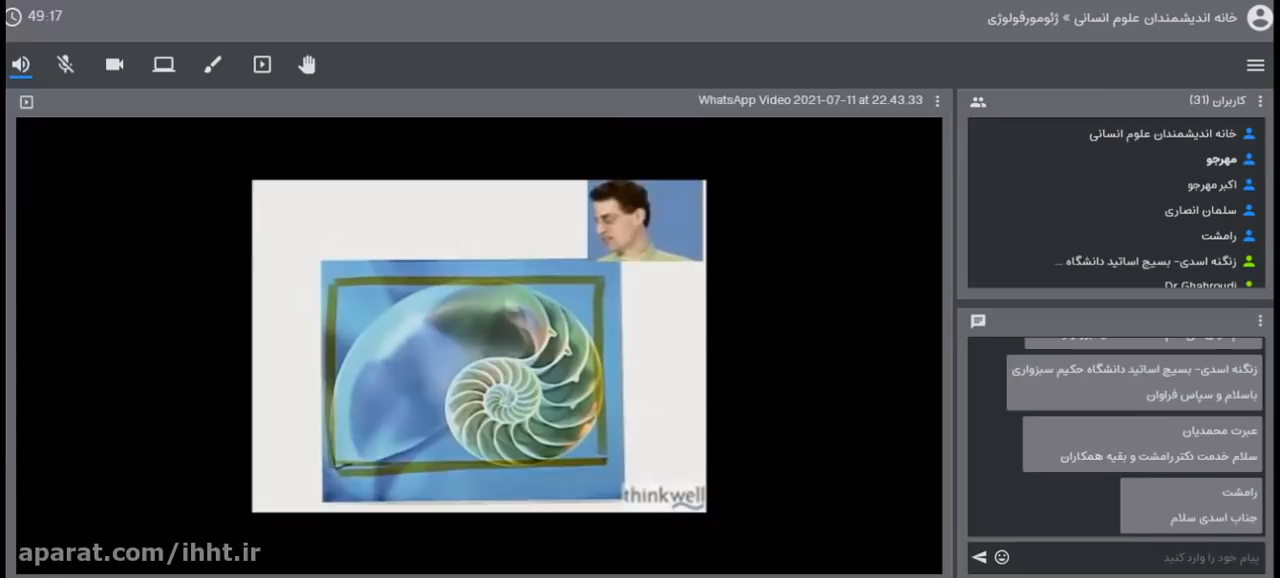 49:17
خانه اندیشمندان علوم انسانی » ژئومورفولوژی
WhatsApp Video 2021-07-11 at 22.43.33
کاربران (31)
خانه اندیشمندان علوم انسانی
مهرجو
اکبر مهرجو
سلمان انصاری
رامشت
زنگنه اسدی- بسیج اساتید دانشگاه ...
Dr Ghahroudi
زنگنه اسدی- بسیج اساتید دانشگاه حکیم سبزواری
باسلام و سپاس فراوان
عبرت محمدیان
سلام خدمت دکتر رامشت و بقیه همکاران
رامشت
جناب اسدی سلام
پیام خود را وارد کنید
thinkwell
aparat.com/ihht.ir